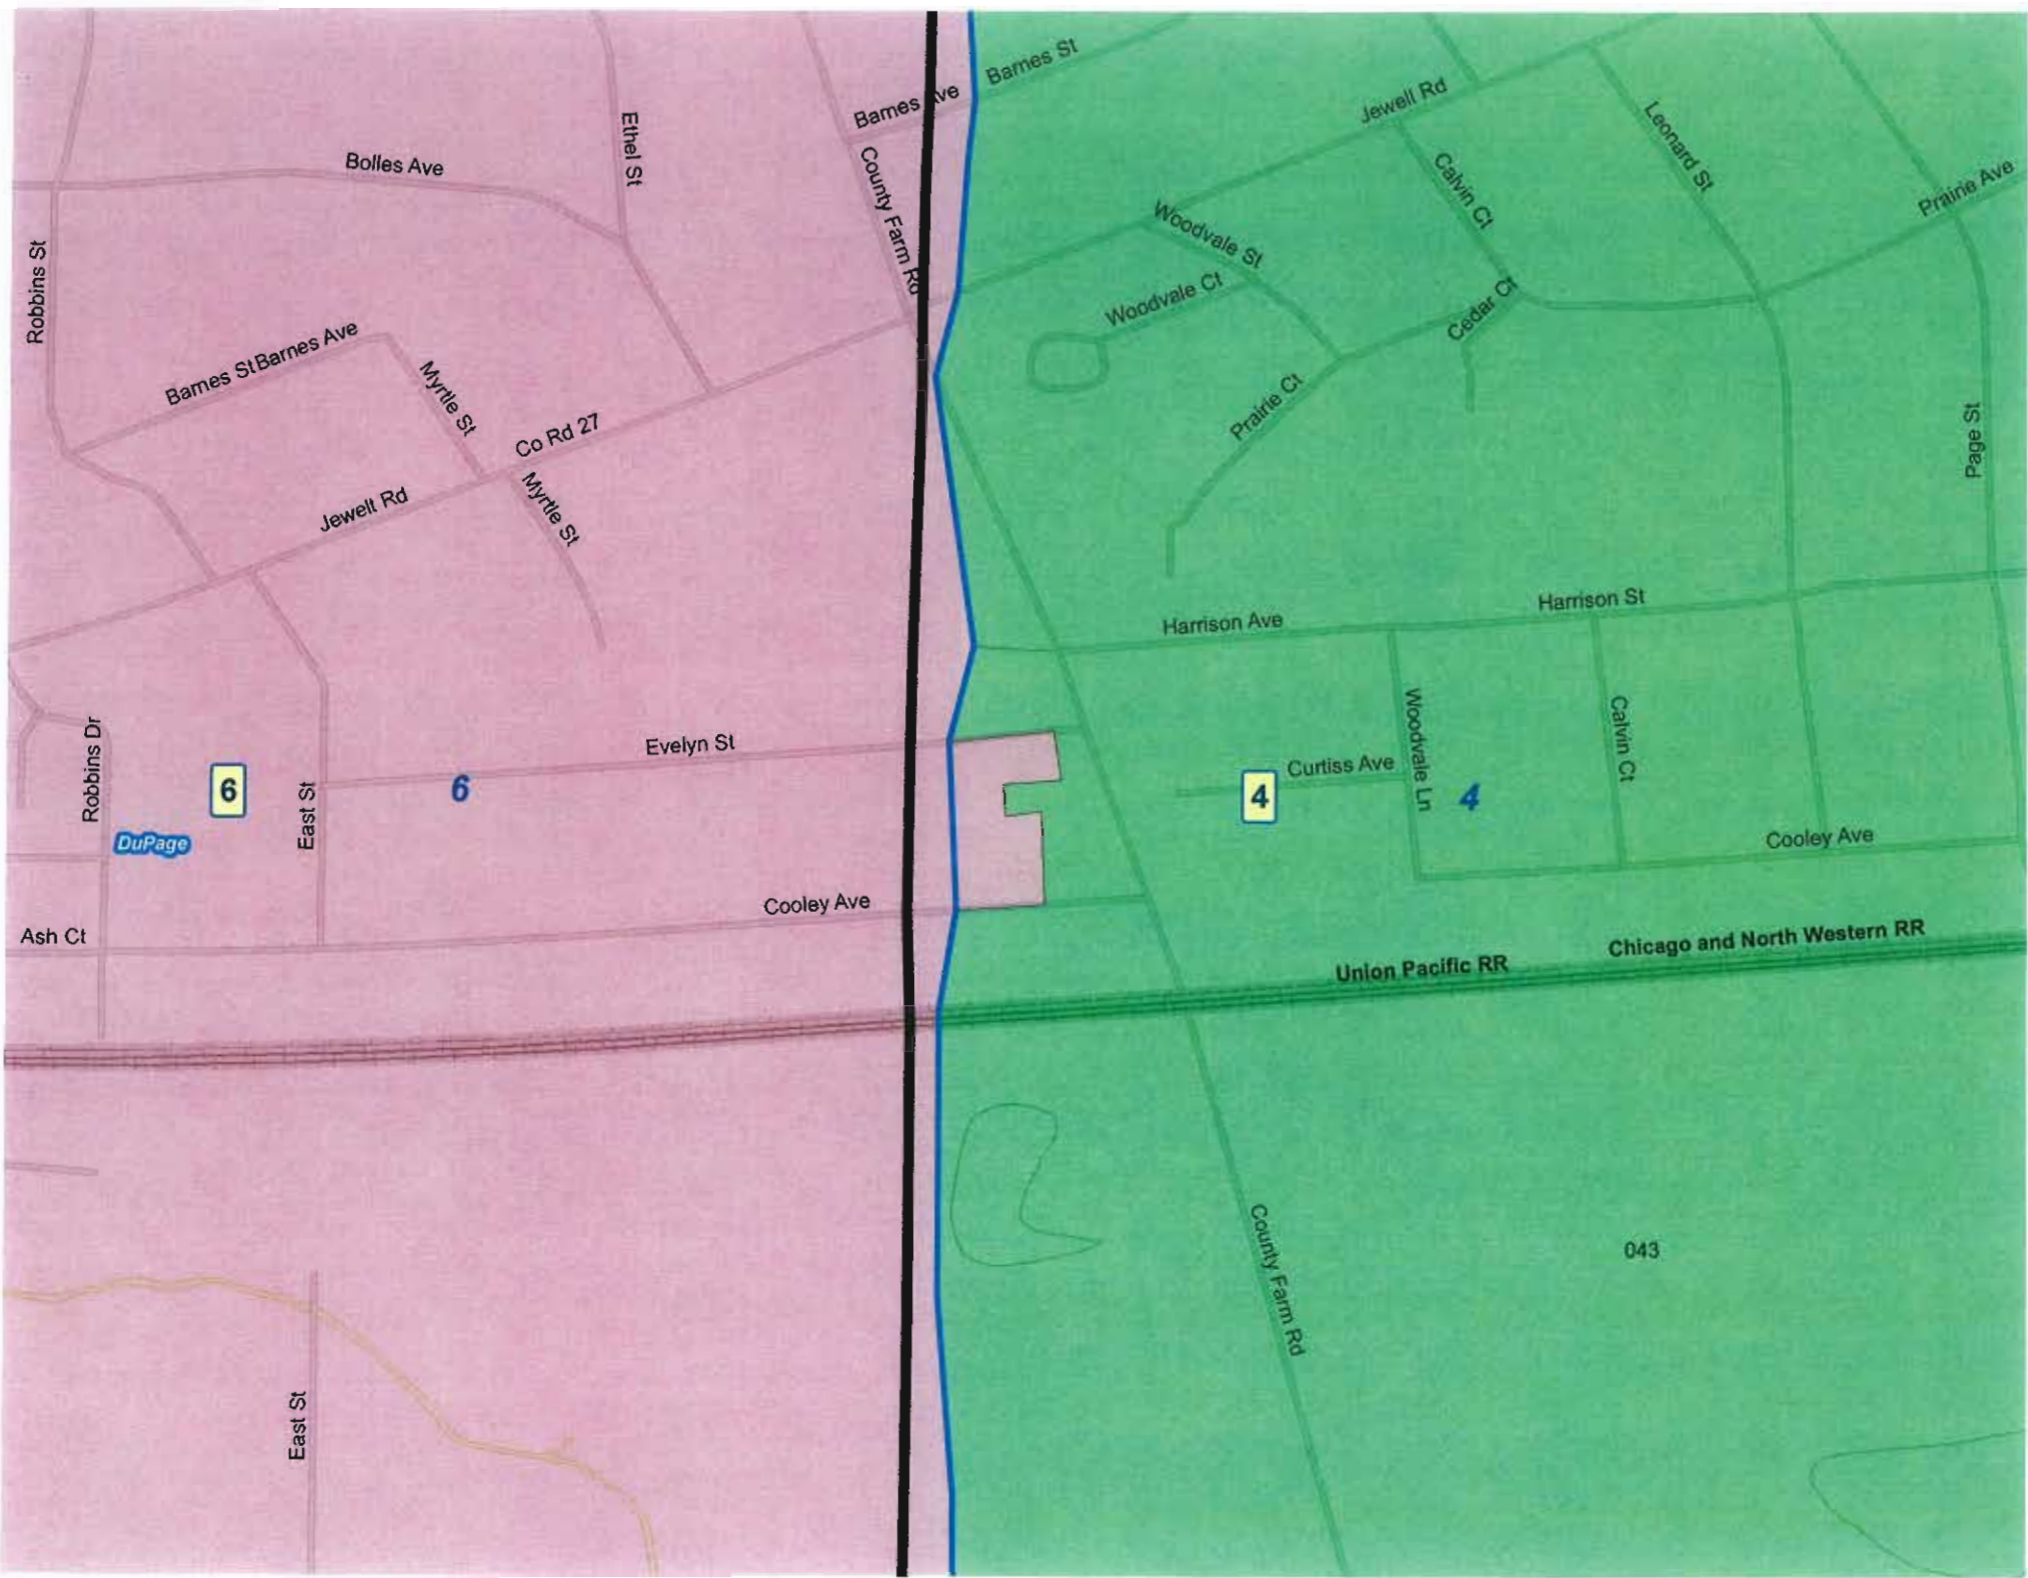 Barnes St
Barnes Ave
Jewell Rd
Ethel St
Leonard St
Bolles Ave
Calvin Ct
Prairie Ave
County Farm Rd
Woodvale St
Robbins St
Woodvale Ct
Cedar Ct
Barnes St Barnes Ave
Myrtle St
Prairie Ct
Co Rd 27
Page St
Jewell Rd
Myrtle St
Harrison Ave
Harrison St
Robbins Dr
Evelyn St
Woodvale Ln
Calvin Ct
6
6
East St
Curtiss Ave
4
4
DuPage
Cooley Ave
Cooley Ave
Ash Ct
Chicago and North Western RR
Union Pacific RR
County Farm Rd
043
East St